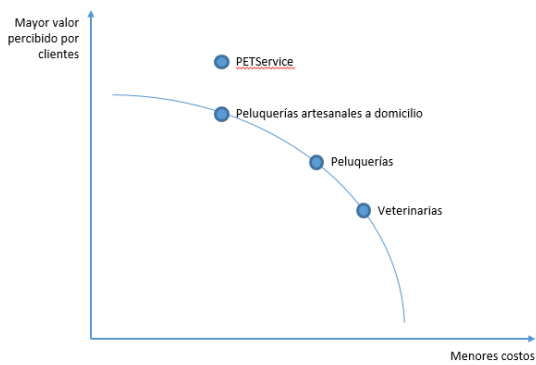 Mayor valor
percibido por
clientes
PETService
Peluquerías artesanales a domicilio
Peluquerías
Veterinarias
Menores costos